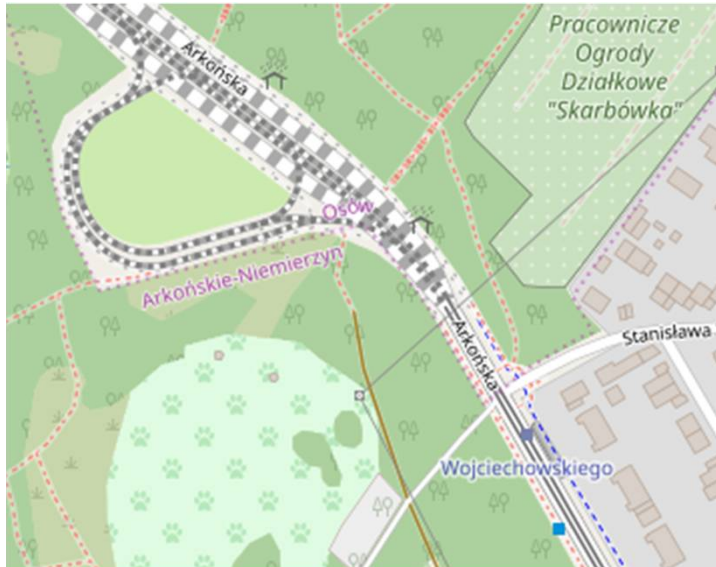 Pracownicze
Ogrody
Działkowe
"Skarbówka"
Arkońska
Osów
Arkońskie-Niemierzyn
Arkońska
Stanisława
Wojciechowskiego